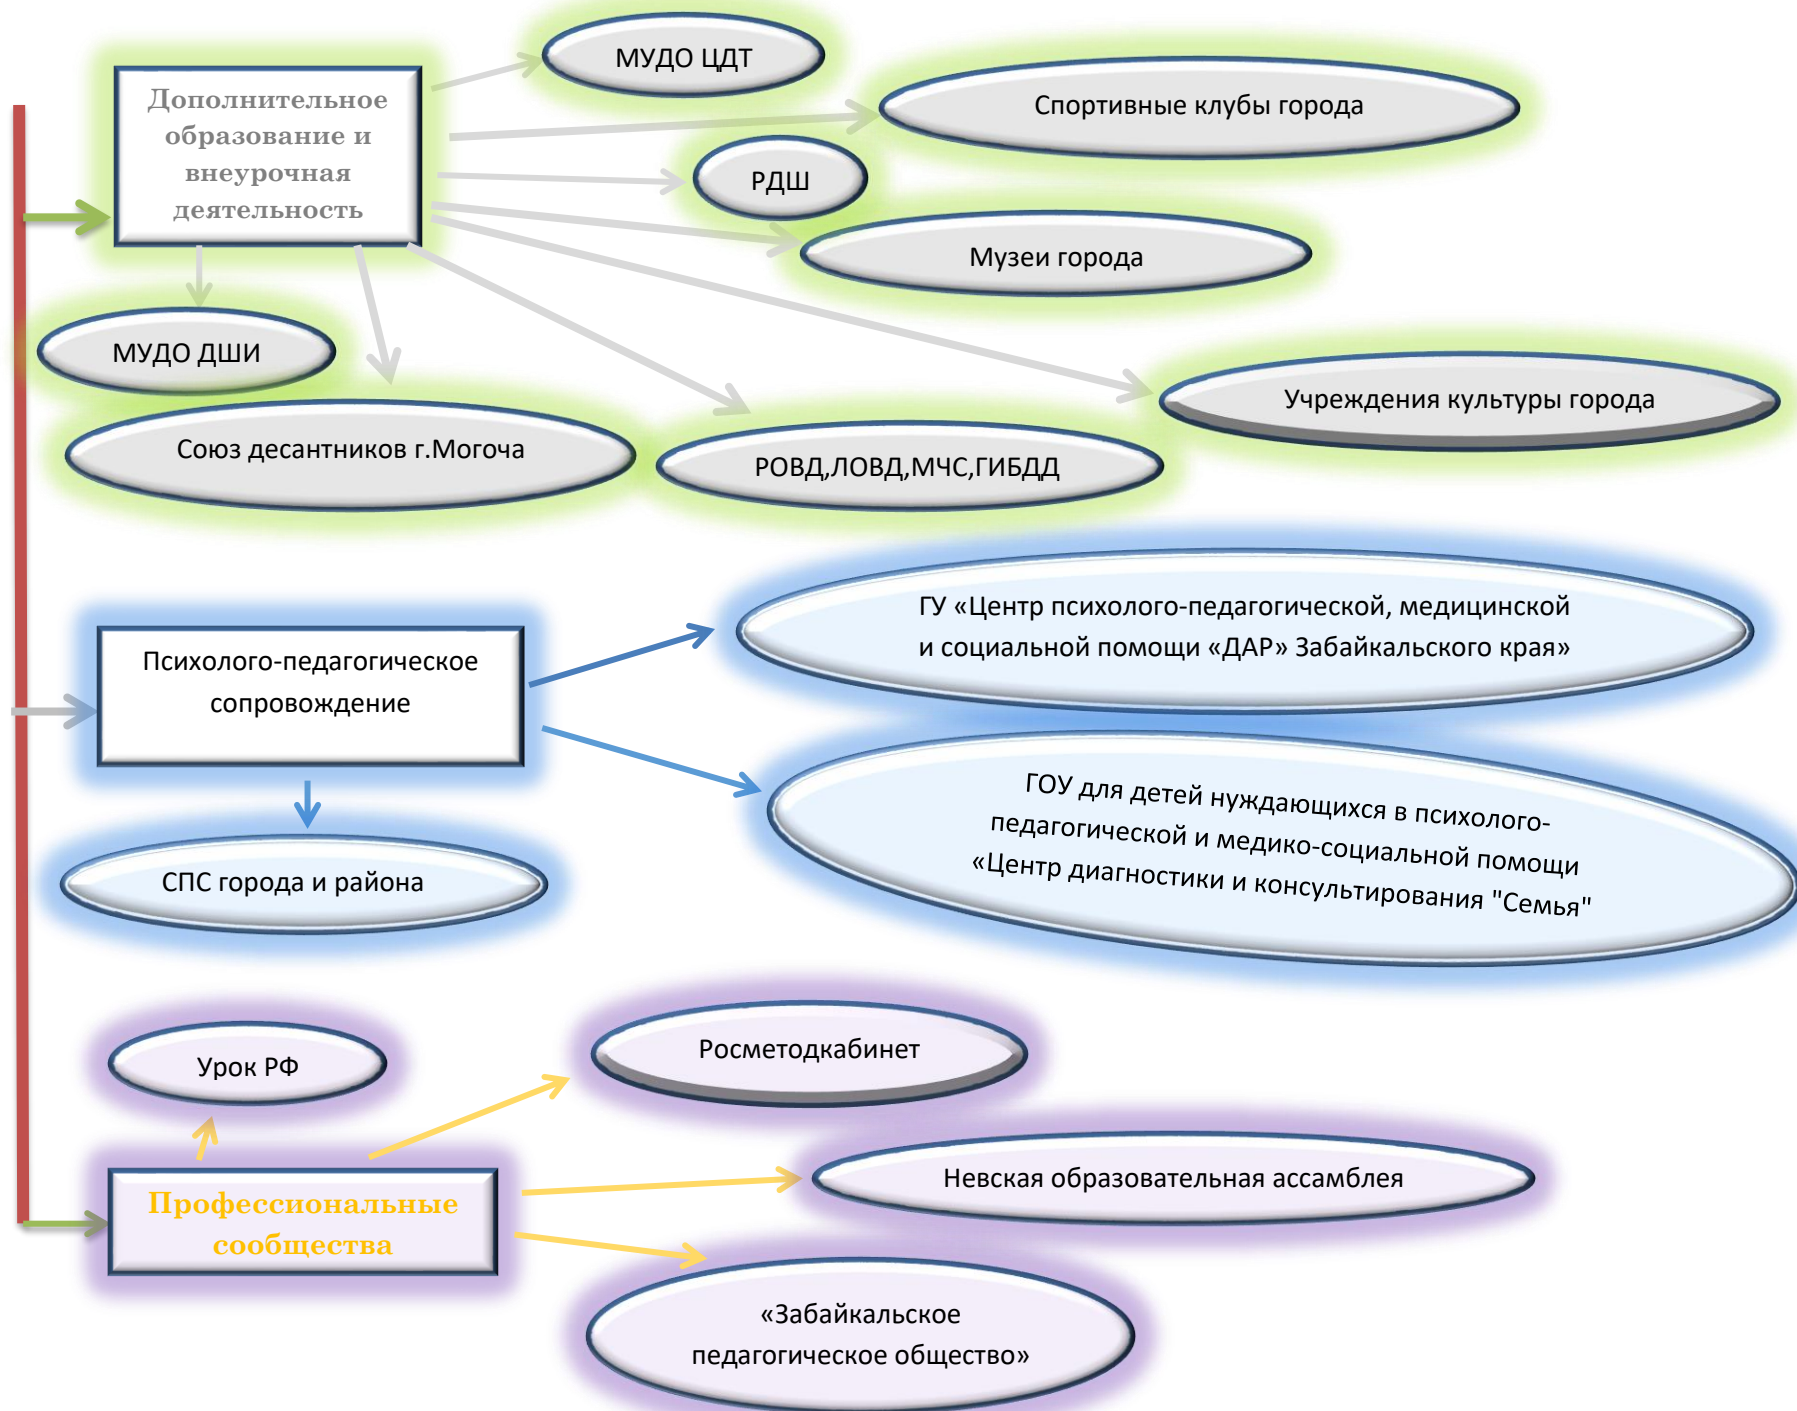 МУДО ЦДТ
Дополнительное
образование и
внеурочная
деятельность
Спортивные клубы города
РДШ
Музеи города
МУДО ДШИ
Учреждения культуры города
Союз десантников г.Могоча
РОВД,ЛОВД,МЧС,ГИБДД
ГУ «Центр психолого-педагогической, медицинской
и социальной помощи «ДАР» Забайкальского края»
Психолого-педагогическое
сопровождение
ГОУ для детей нуждающихся в психолого-
педагогической и медико-социальной помощи
«Центр диагностики и консультирования "Семья"
СПС города и района
Урок РФ
Росметодкабинет
Невская образовательная ассамблея
Профессиональные
сообщества
«Забайкальское
педагогическое общество»